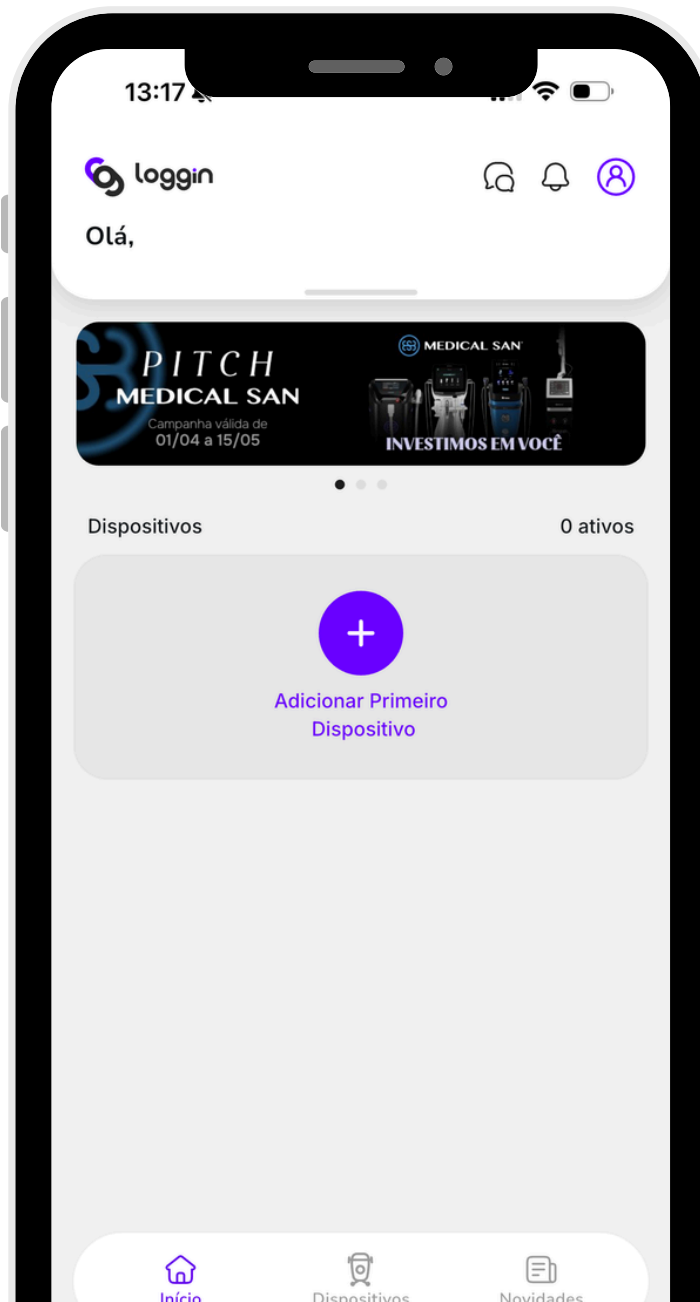 13:17
loggin
Olá,
PITCH
MEDICAL SAN
Campanha válida de
01/04 a 15/05
MEDICAL SAN
INVESTIMOS EM VOCÊ
Dispositivos
0 ativos
Adicionar Primeiro
Dispositivo
Início
Dispositivos
Novidades